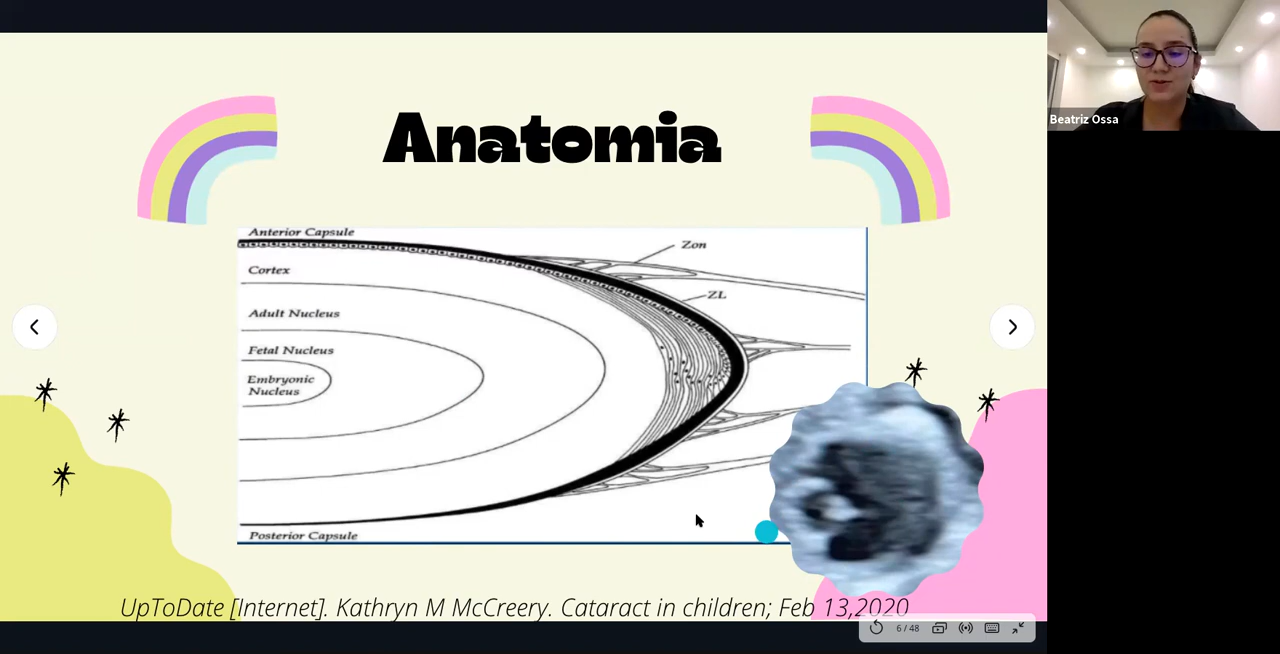 Anatomia
Anterior Capsule
Zon
Cortex
ZL
Adult Nucleus
Fetal Nucleus
Embryonic
Nucleus
Posterior Capsule
UpToDate [Internet]. Kathryn M McCreery. Cataract in children; Feb 13,2020
6 / 48
Beatriz Ossa